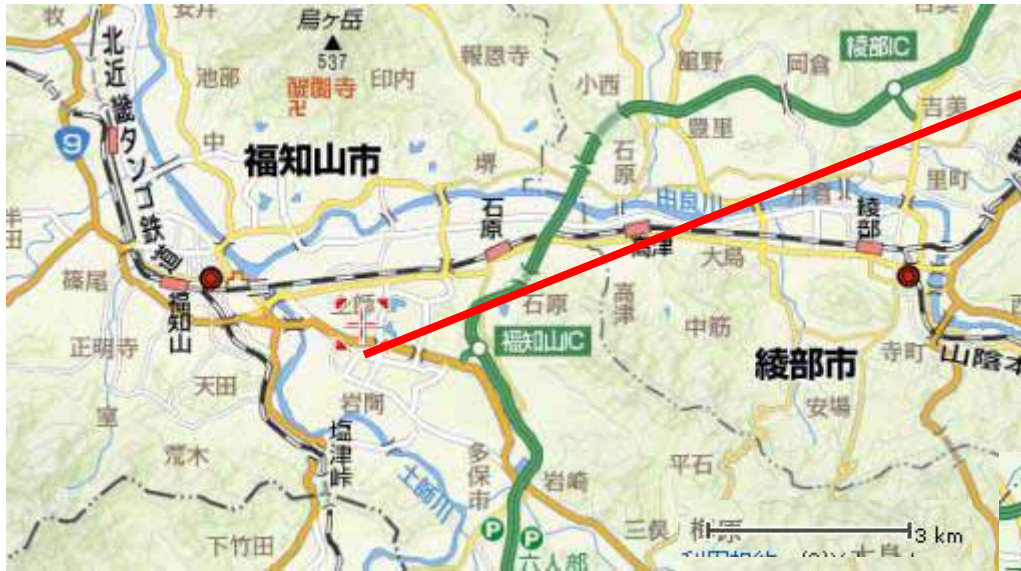 牧
安井
烏ヶ岳
537
醍醐寺
池部
印内
報恩寺
小西
舘野
岡倉
綾部IC
吉美
北近畿タンゴ鉄道
9
中
福知山市
堺
石原
豊里
由良川
井倉
里町
石原
高津
綾部
大島
篠尾
福知山
石原
高津
中筋
福知山IC
正明寺
綾部市
寺町
山陰本
天田
岩間
安場
室
荒木
塩津峠
土師川
多保市
岩崎
平石
三俣
下竹田
P
P
六人部
3 km